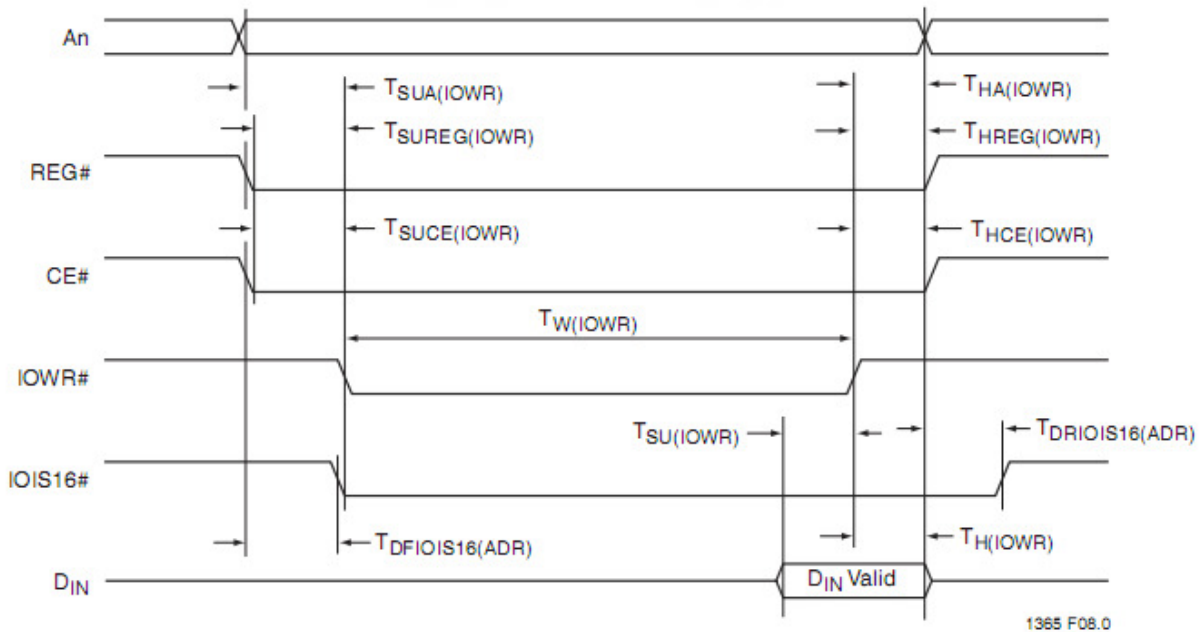 An
TSUA(IOWR)
THA(IOWR)
TSUREG(IOWR)
THREG(IOWR)
REG#
TSUCE(IOWR)
THCE(IOWR)
CE#
TW(IOWR)
IOWR#
TSU(IOWR)
TDRIOIS16(ADR)
IOIS16#
TDFIOIS16(ADR)
TH(IOWR)
DIN
DIN Valid
1365 F08.0